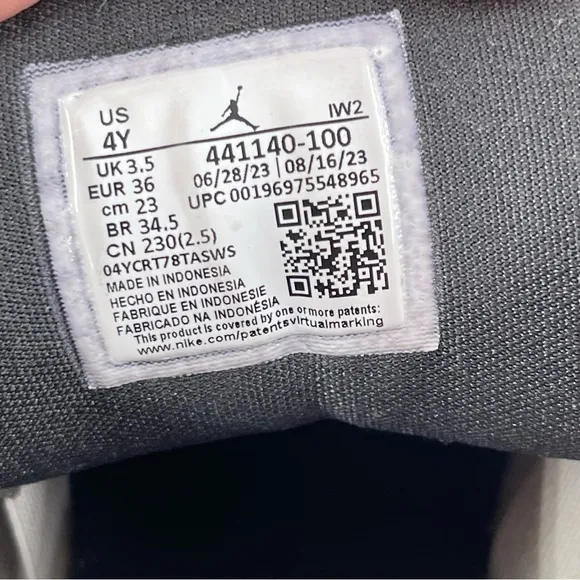 US
4Y
UK 3.5
EUR 36
cm 23
BR 34.5
CN 230(2.5)
04YCRT78TASWS
IW2
441140-100
06/28/23 | 08/16/23
UPC 00196975548965
MADE IN INDONESIA
HECHO EN INDONESIA
FABRIQUE EN INDONESIE
FABRICADO NA INDONÉSIA
This product is covered by one or more patents:
www.nike.com/patentsvirtualmarking